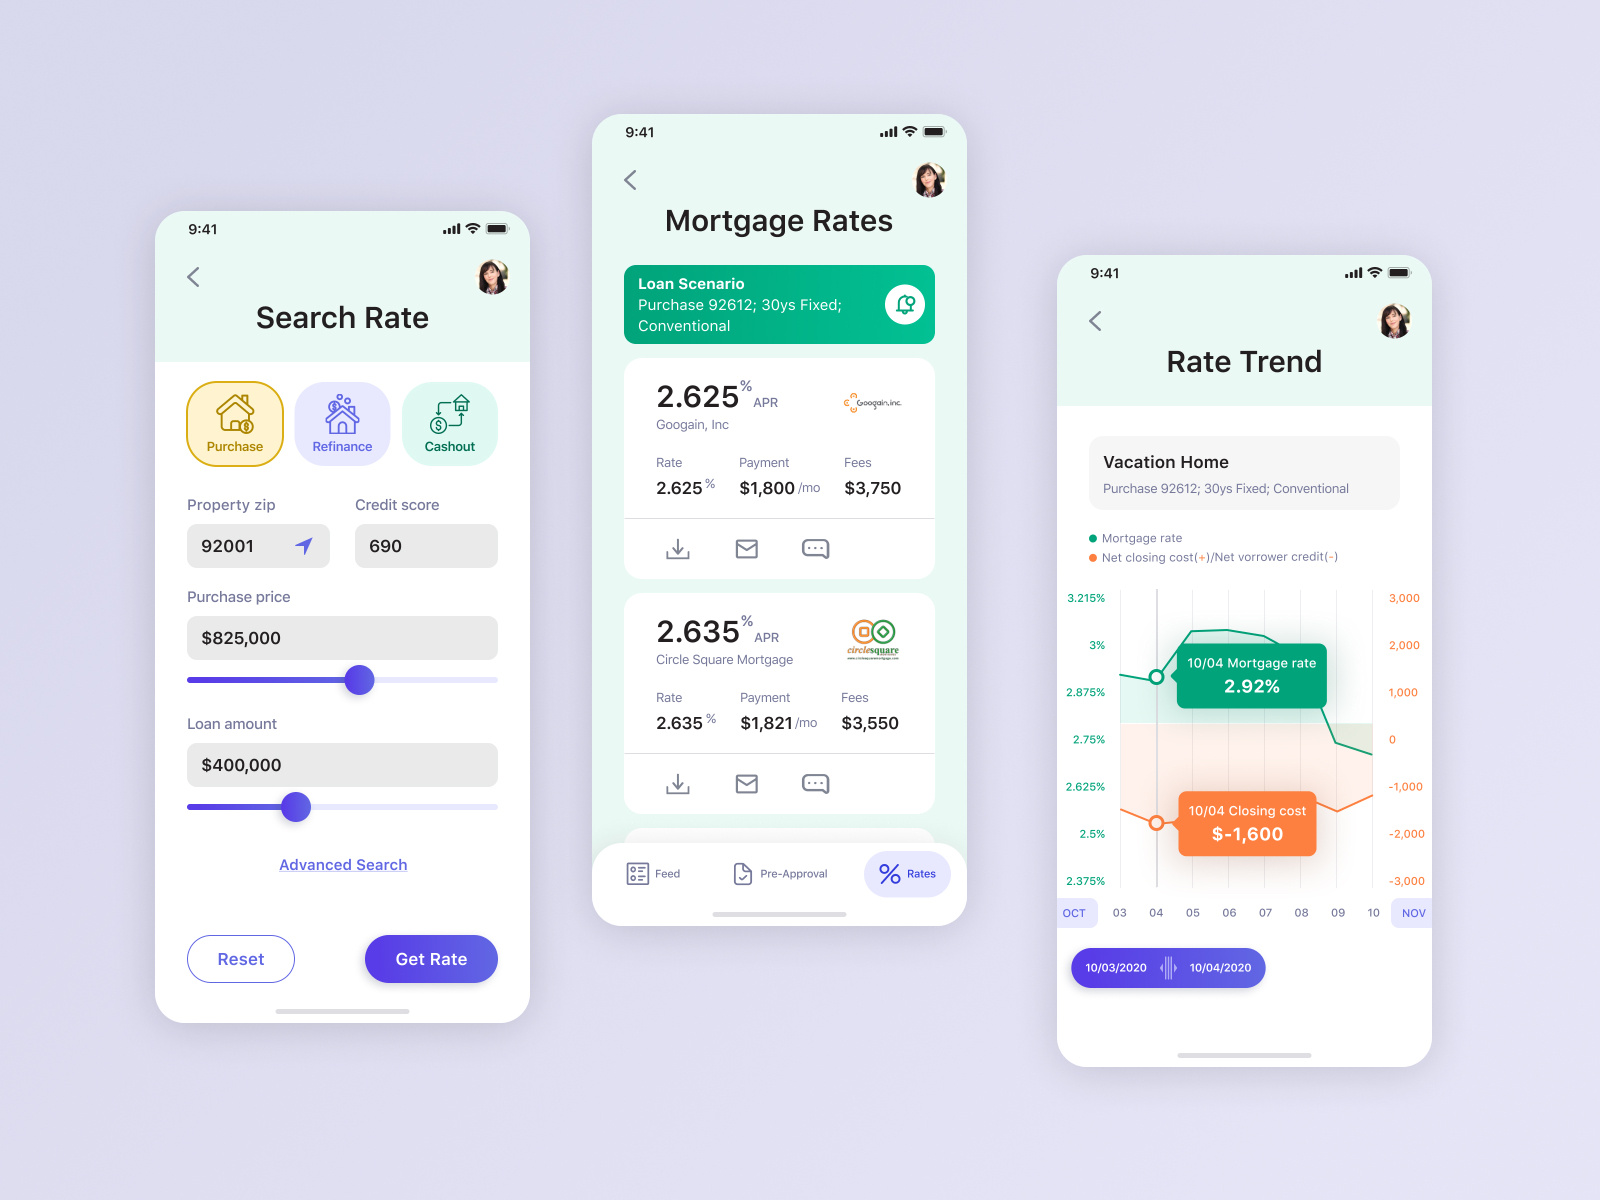 9:41
Search Rate
Purchase
Refinance
Cashout
Property zip
Credit score
92001
690
Purchase price
$825,000
Loan amount
$400,000
Advanced Search
Reset
Get Rate
9:41
Mortgage Rates
Loan Scenario
Purchase 92612; 30ys Fixed;
Conventional
2.625% APR
Googain, Inc
Googain,inc.
Rate
Payment
Fees
2.625 %
$1,800 /mo
$3,750
2.635% APR
Circle Square Mortgage
circlesquare
Rate
Payment
Fees
2.635 %
$1,821 /mo
$3,550
Feed
Pre-Approval
Rates
9:41
Rate Trend
Vacation Home
Purchase 92612; 30ys Fixed; Conventional
Mortgage rate
Net closing cost(+)/Net vorrower credit(-)
3.215%
3%
2.875%
2.75%
2.625%
2.5%
2.375%
3,000
2,000
1,000
0
-1,000
-2,000
-3,000
10/04 Mortgage rate
2.92%
10/04 Closing cost
$-1,600
OCT 03 04 05 06 07 08 09 10 NOV
10/03/2020
10/04/2020